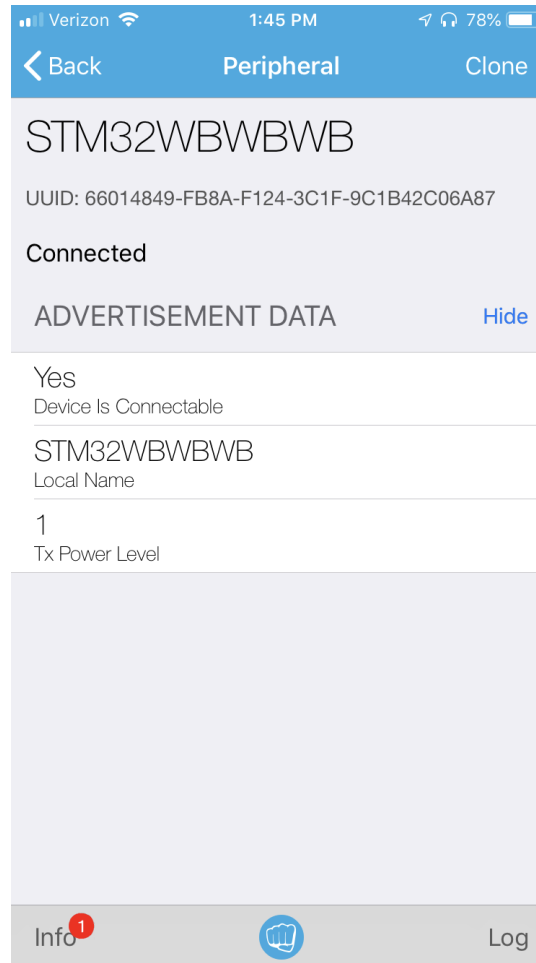 Verizon 1:45 PM 78%
Back Peripheral Clone
STM32WBWBWB
UUID: 66014849-FB8A-F124-3C1F-9C1B42C06A87
Connected
ADVERTISEMENT DATA Hide
Yes
Device Is Connectable
STM32WBWBWB
Local Name
1
Tx Power Level
Info 1 Log